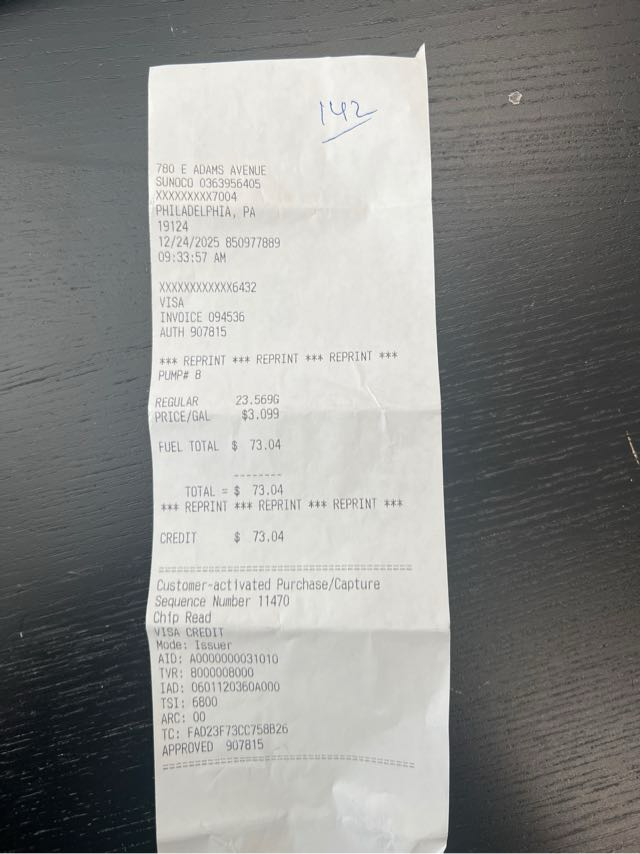 142
780 E ADAMS AVENUE
SUNOCO 0363956405
XXXXXXXXX7004
PHILADELPHIA, PA
19124
12/24/2025 850977889
09:33:57 AM
XXXXXXXXXXXX6432
VISA
INVOICE 094536
AUTH 907815
*** REPRINT *** REPRINT *** REPRINT ***
PUMP# 8
REGULAR 23.569G
PRICE/GAL $3.099
FUEL TOTAL $ 73.04
--------
TOTAL = $ 73.04
*** REPRINT *** REPRINT *** REPRINT ***
CREDIT $ 73.04
=====================================
Customer-activated Purchase/Capture
Sequence Number 11470
Chip Read
VISA CREDIT
Mode: Issuer
AID: A0000000031010
TVR: 8000008000
IAD: 0601120360A000
TSI: 6800
ARC: 00
TC: FAD23F73CC758B26
APPROVED 907815
=====================================